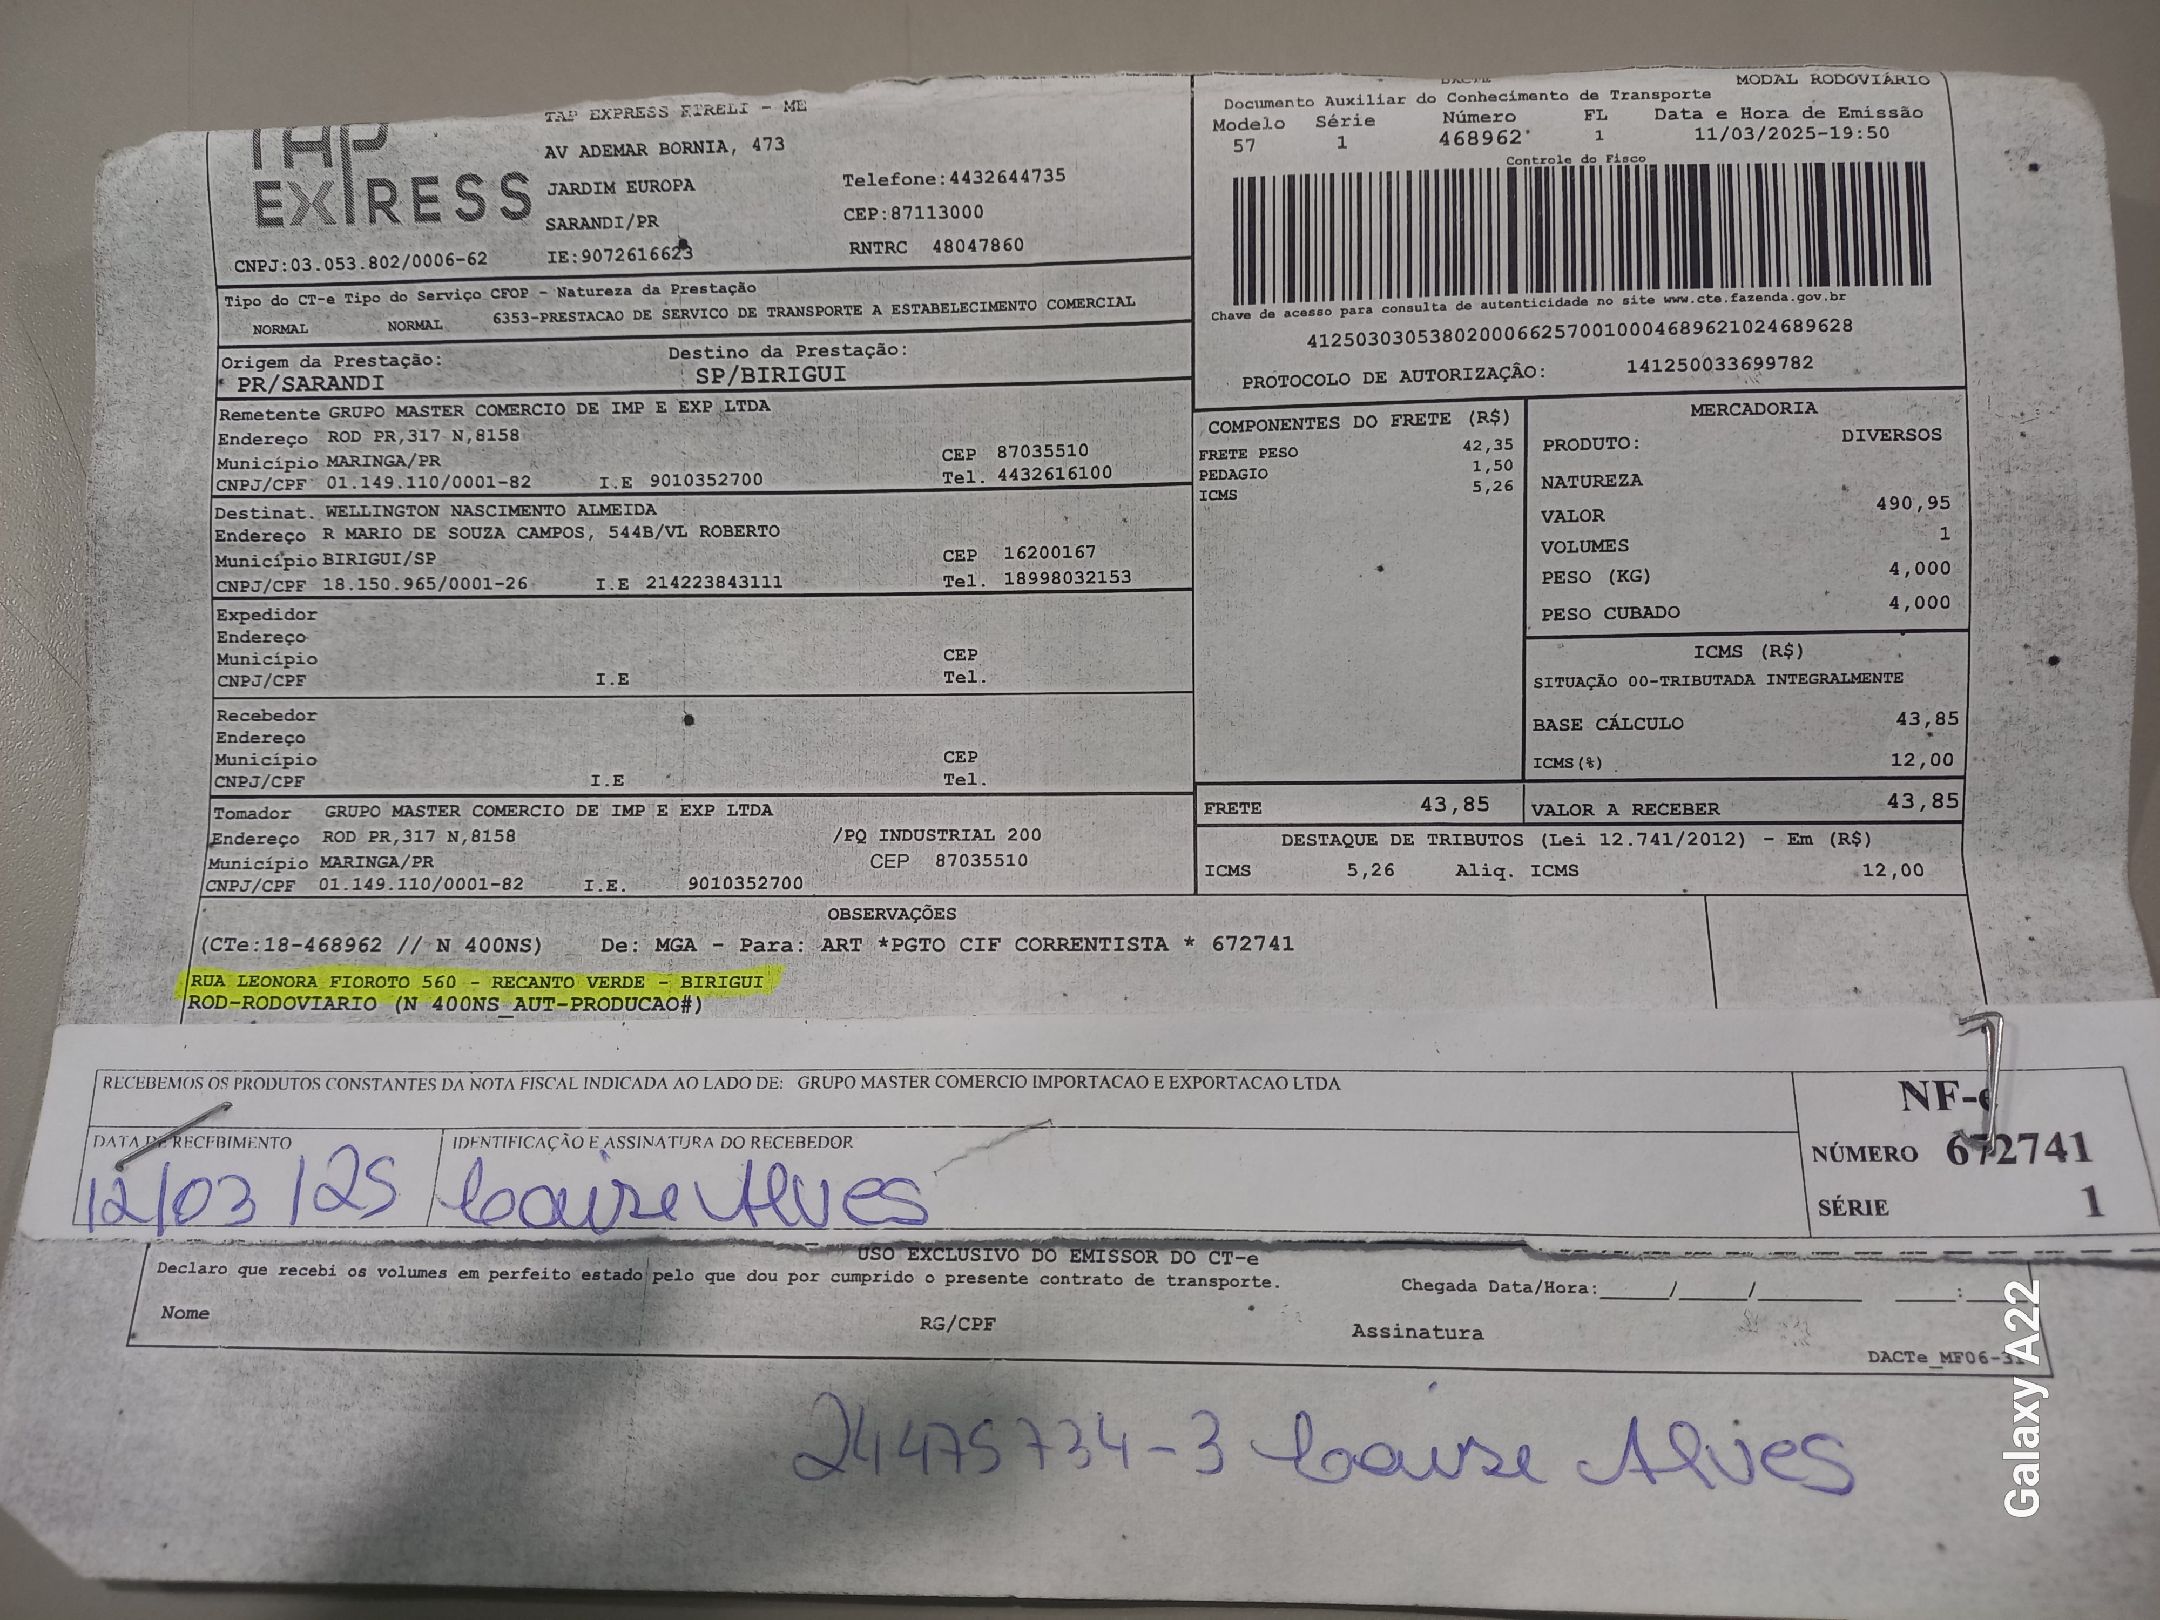 TAP EXPRESS
TAP EXPRESS EIRELI - ME
AV ADEMAR BORNIA, 473
JARDIM EUROPA
Telefone:4432644735
SARANDI/PR
CEP:87113000
CNPJ:03.053.802/0006-62
IE:9072616623
RNTRC 48047860
DACTE
MODAL RODOVIÁRIO
Documento Auxiliar do Conhecimento de Transporte
Modelo Série Número FL Data e Hora de Emissão
57 1 468962 1 11/03/2025-19:50
Controle do Fisco
Chave de acesso para consulta de autenticidade no site www.cte.fazenda.gov.br
41250303053802000662570010004689621024689628
PROTOCOLO DE AUTORIZAÇÃO: 141250033699782
Tipo do CT-e Tipo do Serviço CFOP - Natureza da Prestação
NORMAL NORMAL 6353-PRESTACAO DE SERVICO DE TRANSPORTE A ESTABELECIMENTO COMERCIAL
Origem da Prestação: Destino da Prestação:
PR/SARANDI SP/BIRIGUI
Remetente GRUPO MASTER COMERCIO DE IMP E EXP LTDA
Endereço ROD PR,317 N,8158
Município MARINGA/PR CEP 87035510
CNPJ/CPF 01.149.110/0001-82 I.E 9010352700 Tel. 4432616100
Destinat. WELLINGTON NASCIMENTO ALMEIDA
Endereço R MARIO DE SOUZA CAMPOS, 544B/VL ROBERTO
Município BIRIGUI/SP CEP 16200167
CNPJ/CPF 18.150.965/0001-26 I.E 214223843111 Tel. 18998032153
Expedidor
Endereço
Município CEP
CNPJ/CPF I.E Tel.
Recebedor
Endereço
Município CEP
CNPJ/CPF I.E Tel.
Tomador GRUPO MASTER COMERCIO DE IMP E EXP LTDA
Endereço ROD PR,317 N,8158 /PQ INDUSTRIAL 200
Município MARINGA/PR CEP 87035510
CNPJ/CPF 01.149.110/0001-82 I.E. 9010352700
COMPONENTES DO FRETE (R$)
FRETE PESO 42,35
PEDAGIO 1,50
ICMS 5,26
MERCADORIA
PRODUTO: DIVERSOS
NATUREZA
VALOR 490,95
VOLUMES 1
PESO (KG) 4,000
PESO CUBADO 4,000
ICMS (R$)
SITUAÇÃO 00-TRIBUTADA INTEGRALMENTE
BASE CÁLCULO 43,85
ICMS(%) 12,00
FRETE 43,85 VALOR A RECEBER 43,85
DESTAQUE DE TRIBUTOS (Lei 12.741/2012) - Em (R$)
ICMS 5,26 Aliq. ICMS 12,00
OBSERVAÇÕES
(CTe:18-468962 // N 400NS) De: MGA - Para: ART *PGTO CIF CORRENTISTA * 672741
RUA LEONORA FIOROTO 560 - RECANTO VERDE - BIRIGUI
ROD-RODOVIARIO (N 400NS_AUT-PRODUCAO#)
RECEBEMOS OS PRODUTOS CONSTANTES DA NOTA FISCAL INDICADA AO LADO DE: GRUPO MASTER COMERCIO IMPORTACAO E EXPORTACAO LTDA
NF-e
DATA DE RECEBIMENTO IDENTIFICAÇÃO E ASSINATURA DO RECEBEDOR
NÚMERO 672741
12/03/25 Alves
SÉRIE 1
USO EXCLUSIVO DO EMISSOR DO CT-e
Declaro que recebi os volumes em perfeito estado pelo que dou por cumprido o presente contrato de transporte. Chegada Data/Hora:_____/_____/_______ ____:____
Nome RG/CPF Assinatura
DACTe_MF06-31
24475734-3 Alves
Galaxy A22